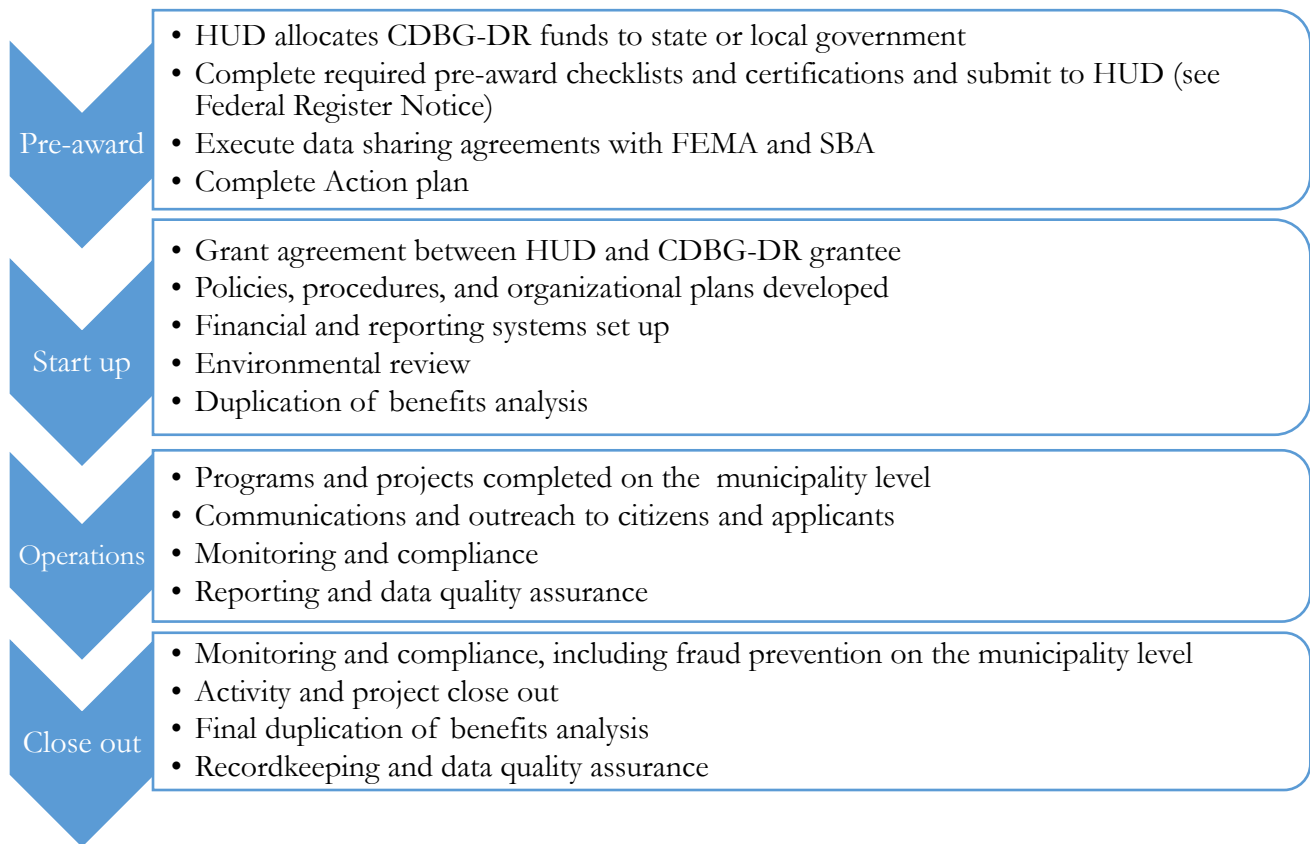 Pre-award
• HUD allocates CDBG-DR funds to state or local government
• Complete required pre-award checklists and certifications and submit to HUD (see
Federal Register Notice)
• Execute data sharing agreements with FEMA and SBA
• Complete Action plan
Start up
• Grant agreement between HUD and CDBG-DR grantee
• Policies, procedures, and organizational plans developed
• Financial and reporting systems set up
• Environmental review
• Duplication of benefits analysis
Operations
• Programs and projects completed on the municipality level
• Communications and outreach to citizens and applicants
• Monitoring and compliance
• Reporting and data quality assurance
Close out
• Monitoring and compliance, including fraud prevention on the municipality level
• Activity and project close out
• Final duplication of benefits analysis
• Recordkeeping and data quality assurance